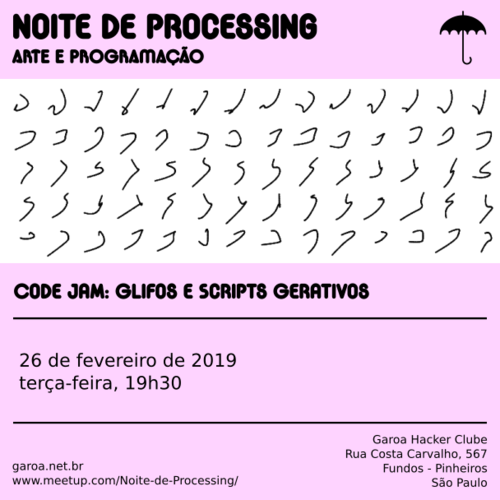 NOITE DE PROCESSING
ARTE E PROGRAMAÇÃO
CODE JAM: GLIFOS E SCRIPTS GERATIVOS
26 de fevereiro de 2019
terça-feira, 19h30
garoa.net.br
www.meetup.com/Noite-de-Processing/
Garoa Hacker Clube
Rua Costa Carvalho, 567
Fundos - Pinheiros
São Paulo